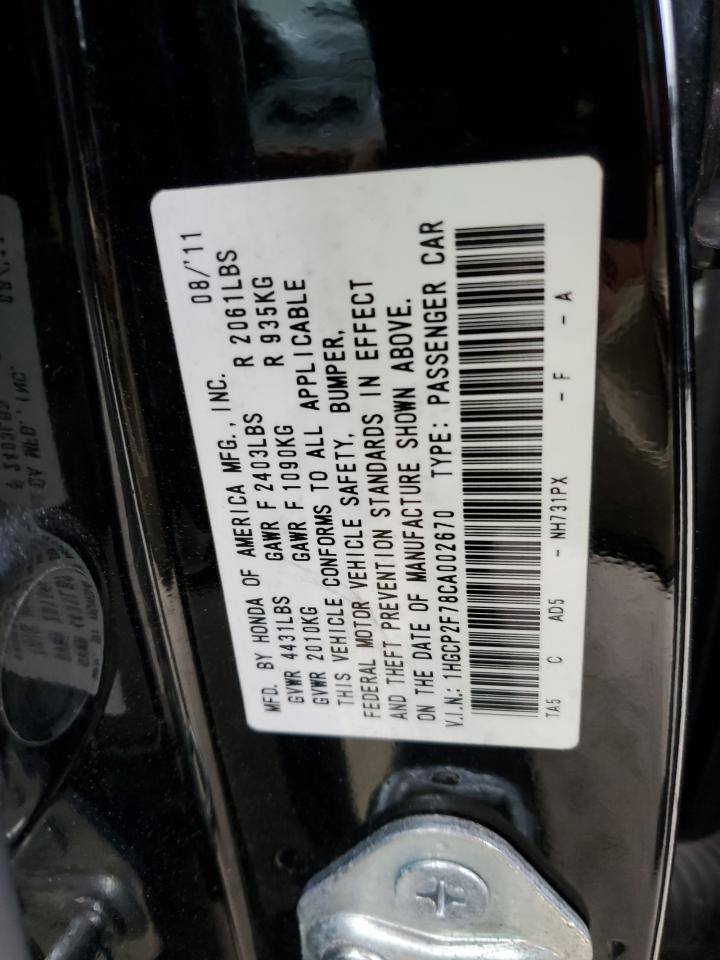 MFD. BY HONDA OF AMERICA MFG., INC. 08/'11
GVWR 4431LBS GAWR F 2403LBS R 2061LBS
GVWR 2010KG GAWR F 1090KG R 935KG
THIS VEHICLE CONFORMS TO ALL APPLICABLE
FEDERAL MOTOR VEHICLE SAFETY, BUMPER,
AND THEFT PREVENTION STANDARDS IN EFFECT
ON THE DATE OF MANUFACTURE SHOWN ABOVE.
V.I.N.: 1HGCP2F78CA002670 TYPE: PASSENGER CAR
TA5 C AD5 - NH731PX - F - A